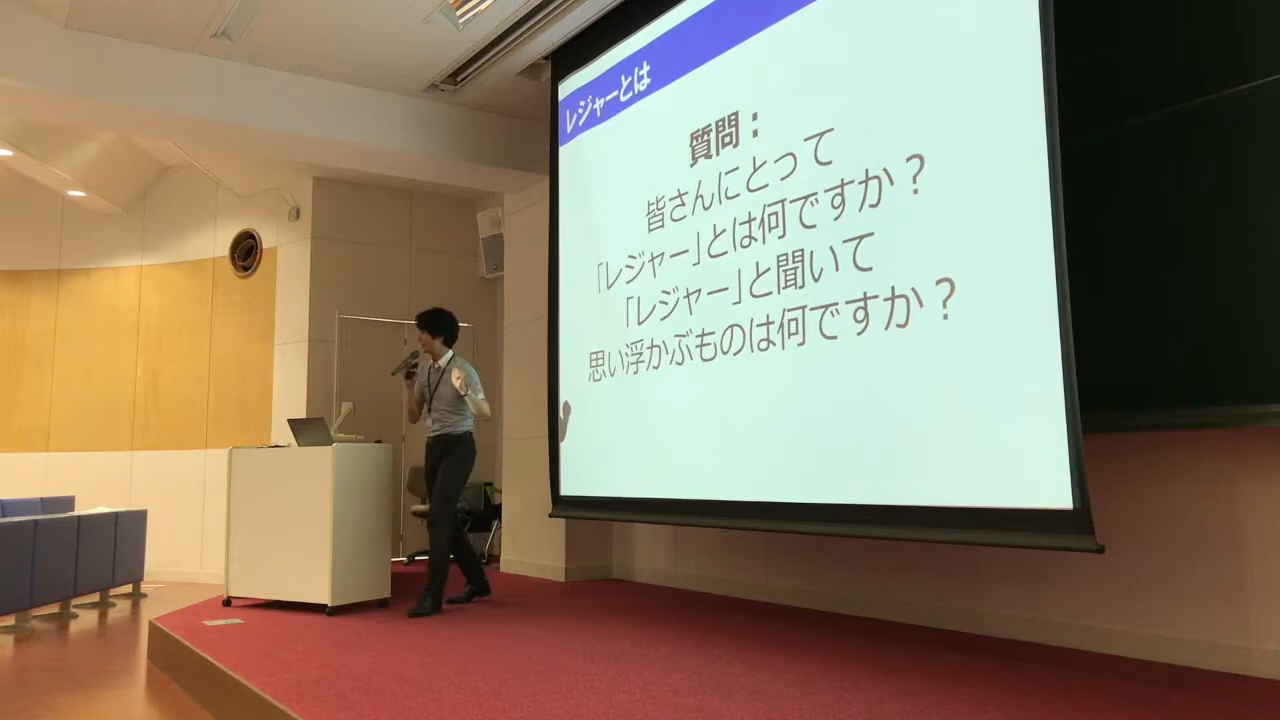 レジャーとは
質問：
皆さんにとって
「レジャー」とは何ですか？
「レジャー」と聞いて
思い浮かぶものは何ですか？